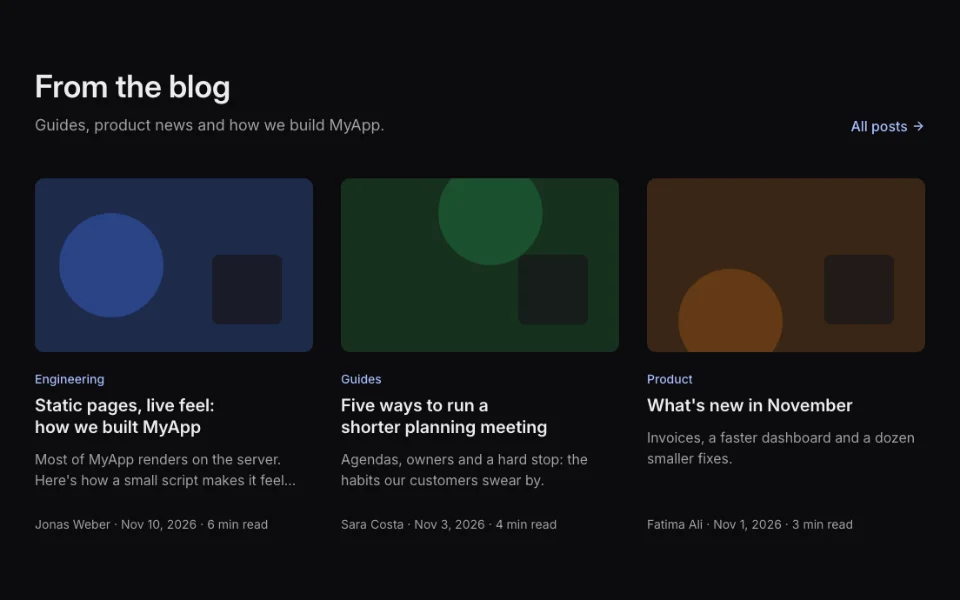 From the blog
Guides, product news and how we build MyApp.
All posts →
Engineering
Static pages, live feel:
how we built MyApp
Most of MyApp renders on the server.
Here's how a small script makes it feel...
Jonas Weber · Nov 10, 2026 · 6 min read
Guides
Five ways to run a
shorter planning meeting
Agendas, owners and a hard stop: the
habits our customers swear by.
Sara Costa · Nov 3, 2026 · 4 min read
Product
What's new in November
Invoices, a faster dashboard and a dozen
smaller fixes.
Fatima Ali · Nov 1, 2026 · 3 min read